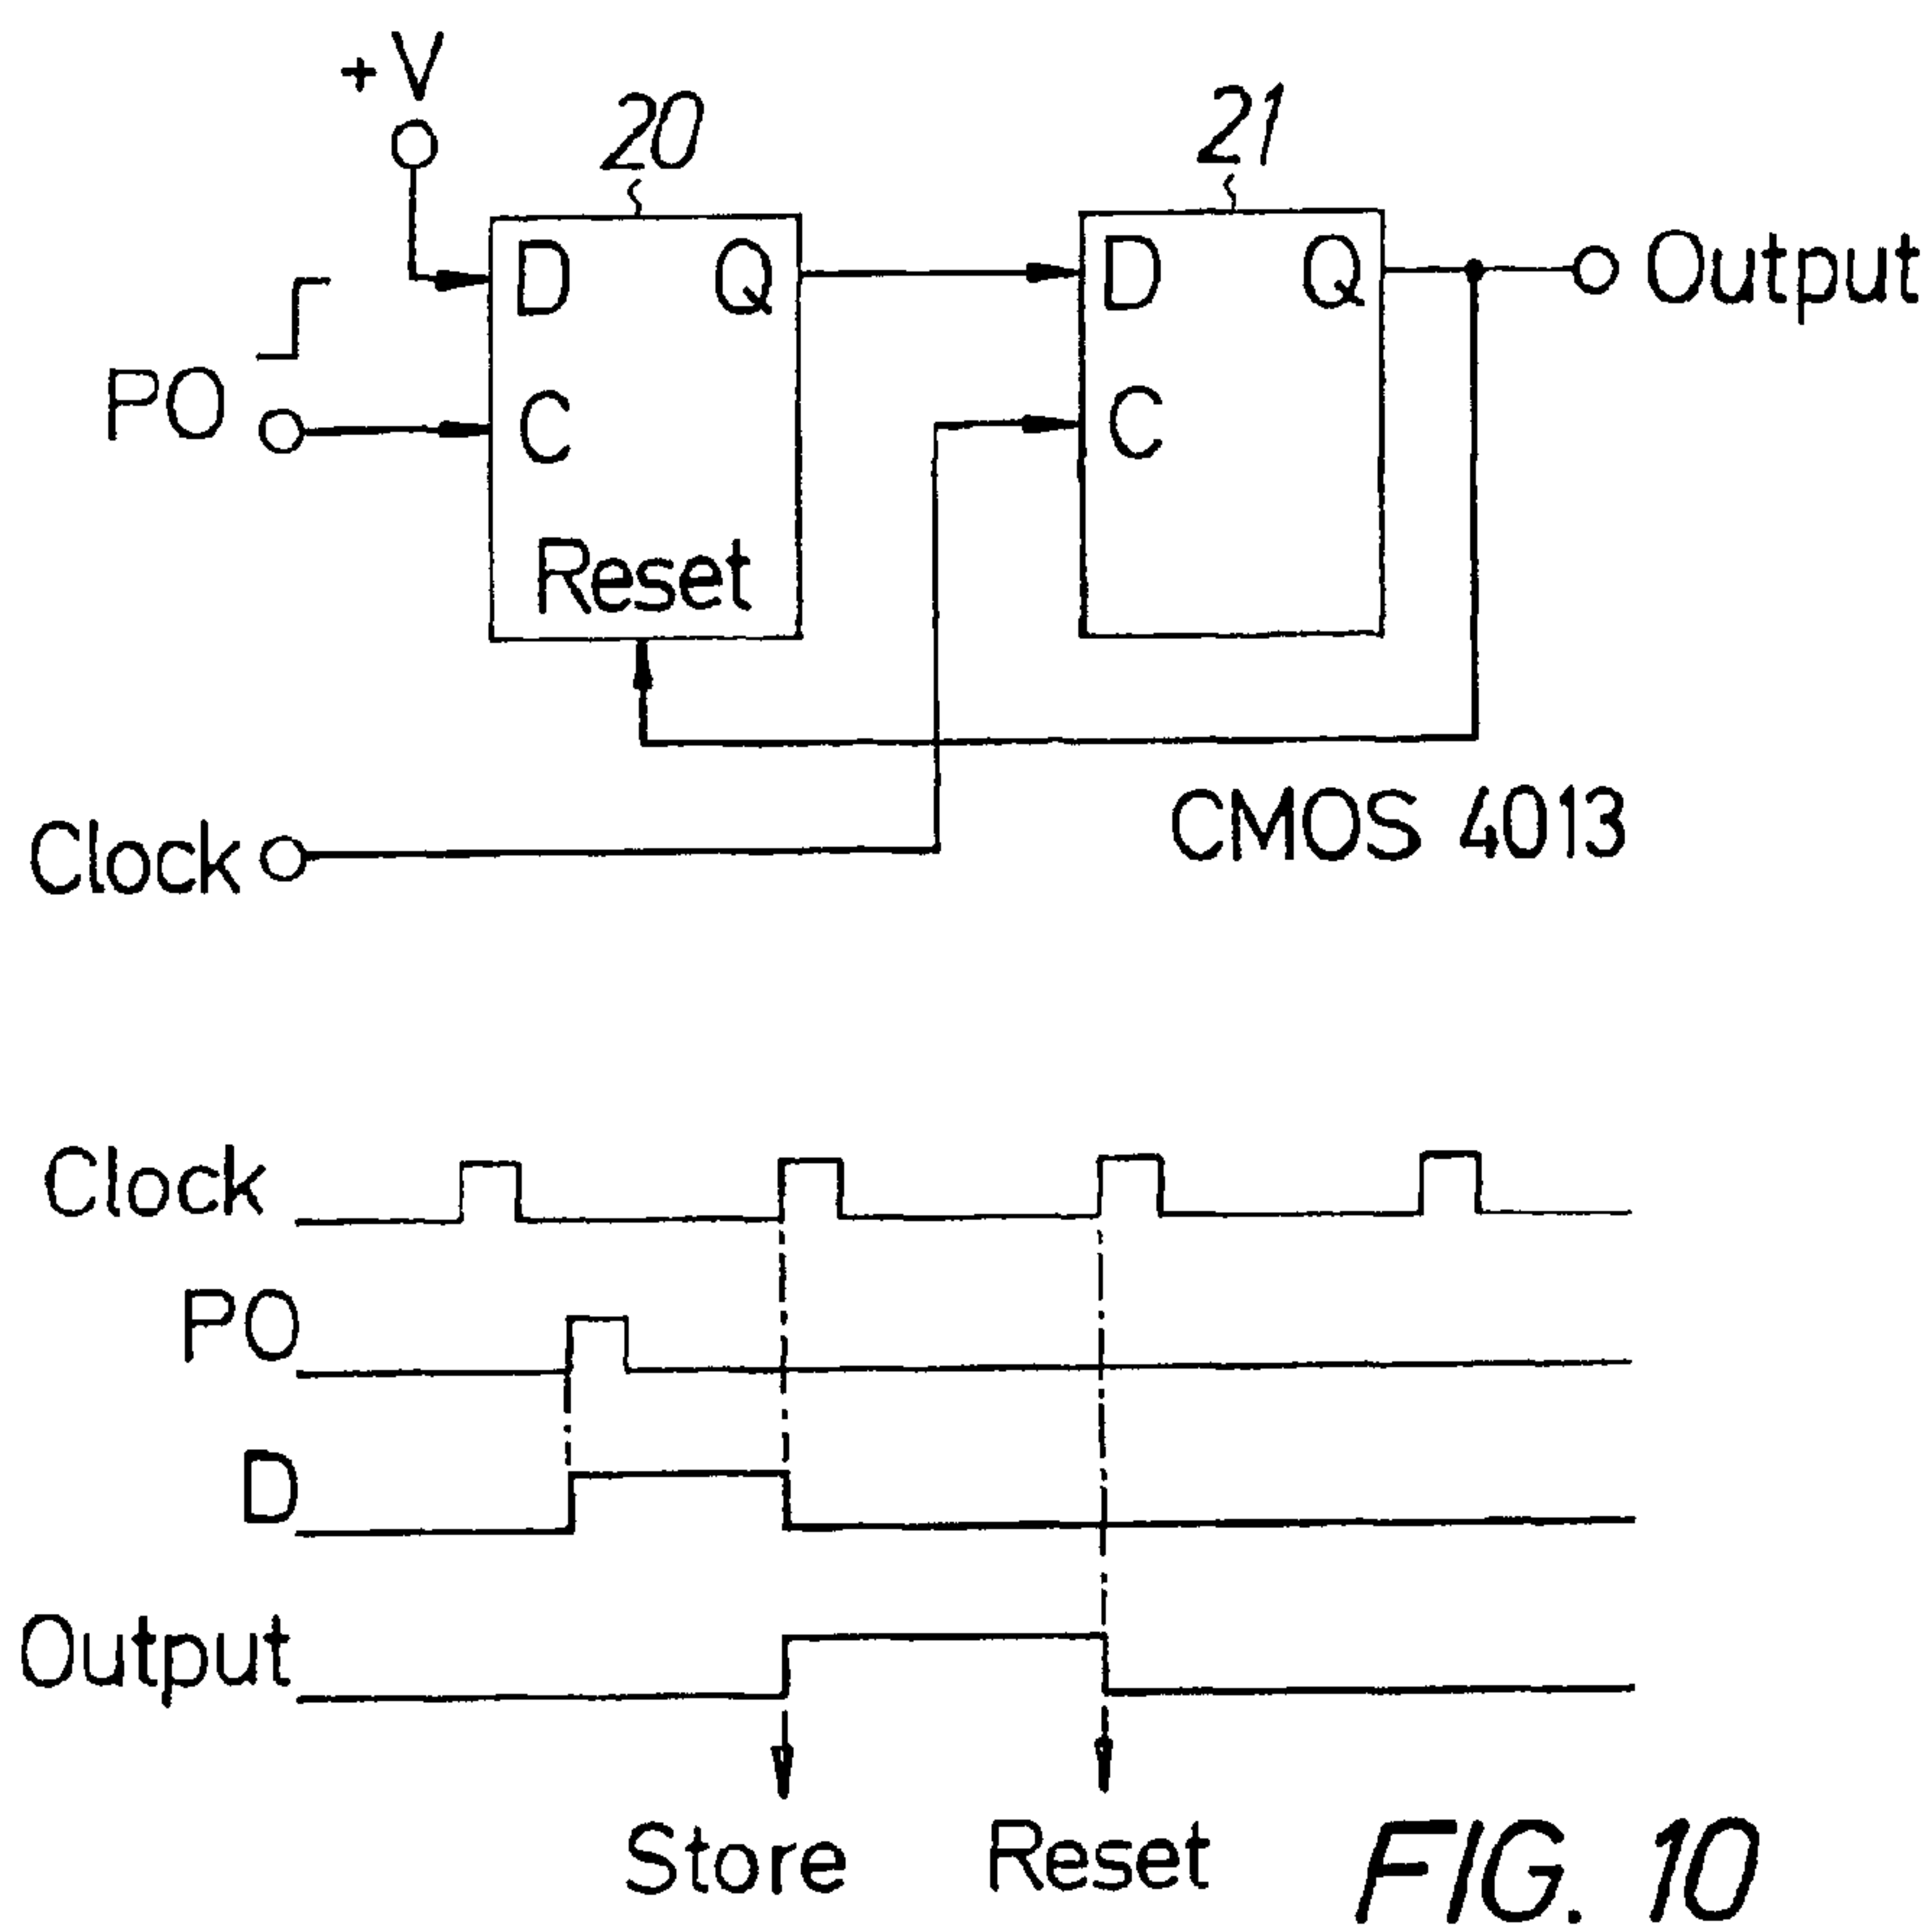 +V
20
21
D
Q
D
Q
Output
PO
C
C
Reset
CMOS 4013
Clock
Clock
PO
D
Output
Store
Reset
FIG. 10